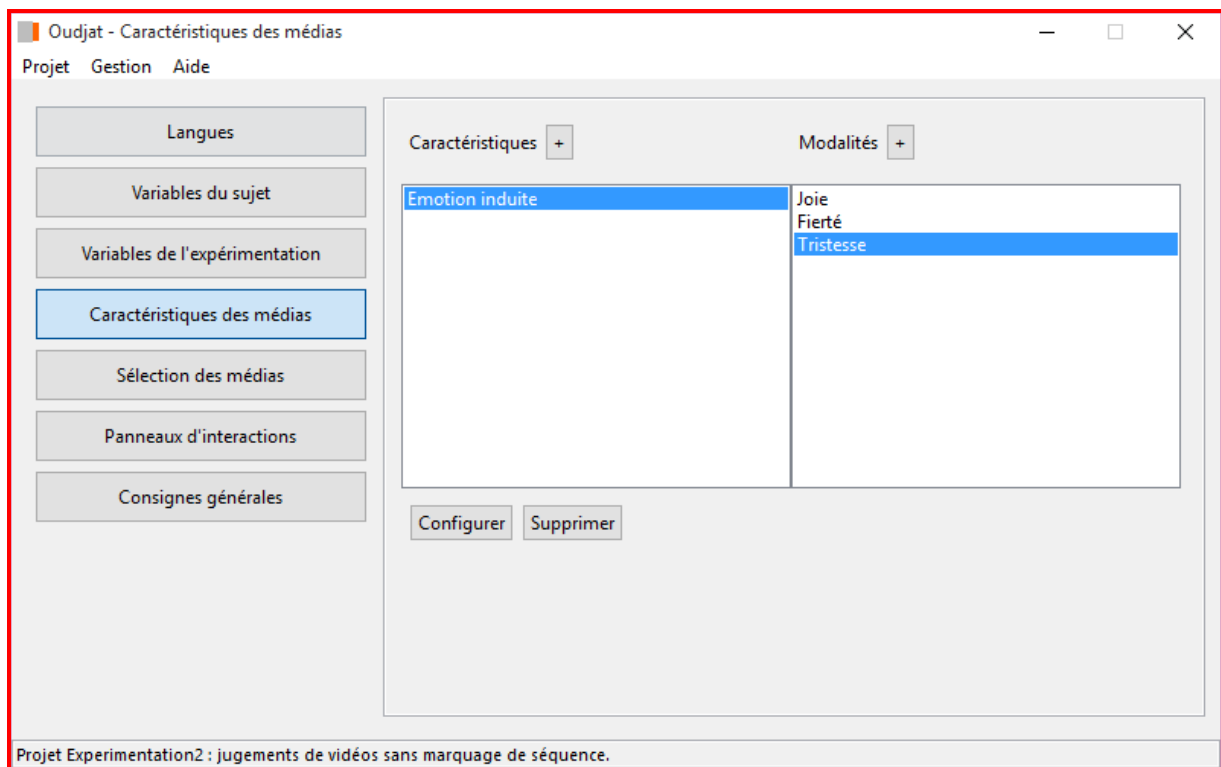 Oudjat - Caractéristiques des médias
Projet Gestion Aide
Langues
Variables du sujet
Variables de l'expérimentation
Caractéristiques des médias
Sélection des médias
Panneaux d'interactions
Consignes générales
Caractéristiques +
Modalités +
Emotion induite
Joie
Fierté
Tristesse
Configurer Supprimer
Projet Experimentation2 : jugements de vidéos sans marquage de séquence.